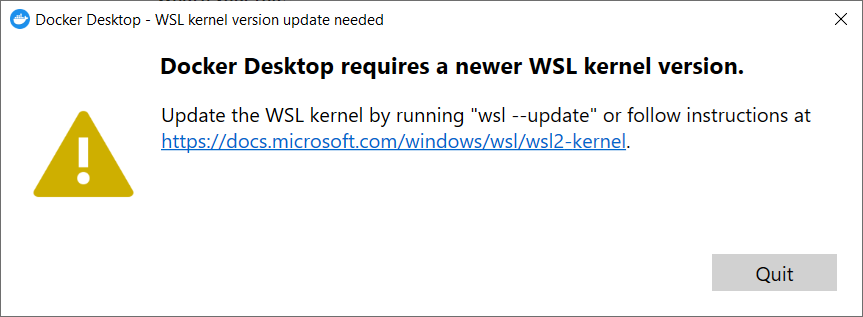 Docker Desktop - WSL kernel version update needed
Docker Desktop requires a newer WSL kernel version.
Update the WSL kernel by running "wsl --update" or follow instructions at
https://docs.microsoft.com/windows/wsl/wsl2-kernel.
Quit